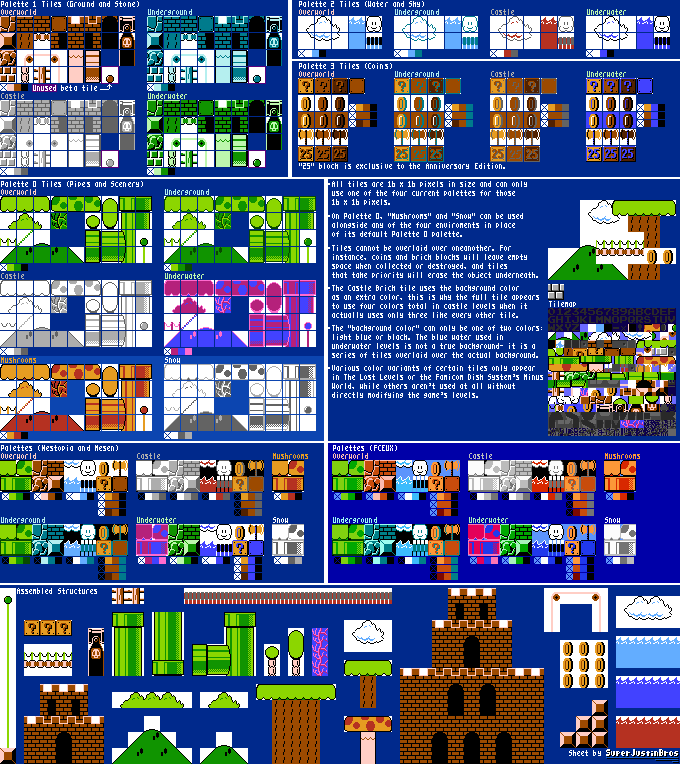 Palette 1 Tiles (Ground and Stone)
Overworld
Underground
Unused beta tile
Castle
Underwater
Palette 2 Tiles (Water and Sky)
Overworld
Underground
Castle
Underwater
Palette 3 Tiles (Coins)
Overworld
Underground
Castle
Underwater
25 25 25
25 25 25
25 25 25
25 25 25
"25" block is exclusive to the Anniversary Edition.
Palette 0 Tiles (Pipes and Scenery)
Overworld
Underground
Castle
Underwater
Mushrooms
Snow
•All tiles are 16 x 16 pixels in size and can only
use one of the four current palettes for those
16 x 16 pixels.
•On Palette 0, "Mushrooms" and "Snow" can be used
alongside any of the four enviroments in place
of its default Palette 0 palette.
•Tiles cannot be overlaid over oneanother. For
instance, coins and brick blocks will leave empty
space when collected or destroyed, and tiles
that take priority will erase the object underneath.
•The Castle Brick tile uses the background color
as an extra color, this is why the full tile appears
to use four colors total in castle levels when it
actually uses only three like every other tile.
•The "background color" can only be one of two colors:
light blue or black. The blue water used in
underwater levels is not a true background- it is a
series of tiles overlaid over the actual background.
•Various color variants of certain tiles only appear
in The Lost Levels or the Famicom Disk System's Minus
World, while others aren't used at all without
directly modifying the game's levels.
Tilemap
Palettes (Nestopia and Mesen)
Overworld
Castle
Mushrooms
Underground
Underwater
Snow
Palettes (FCEUX)
Overworld
Castle
Mushrooms
Underground
Underwater
Snow
Assembled Structures
Sheet by SuperJustinBros